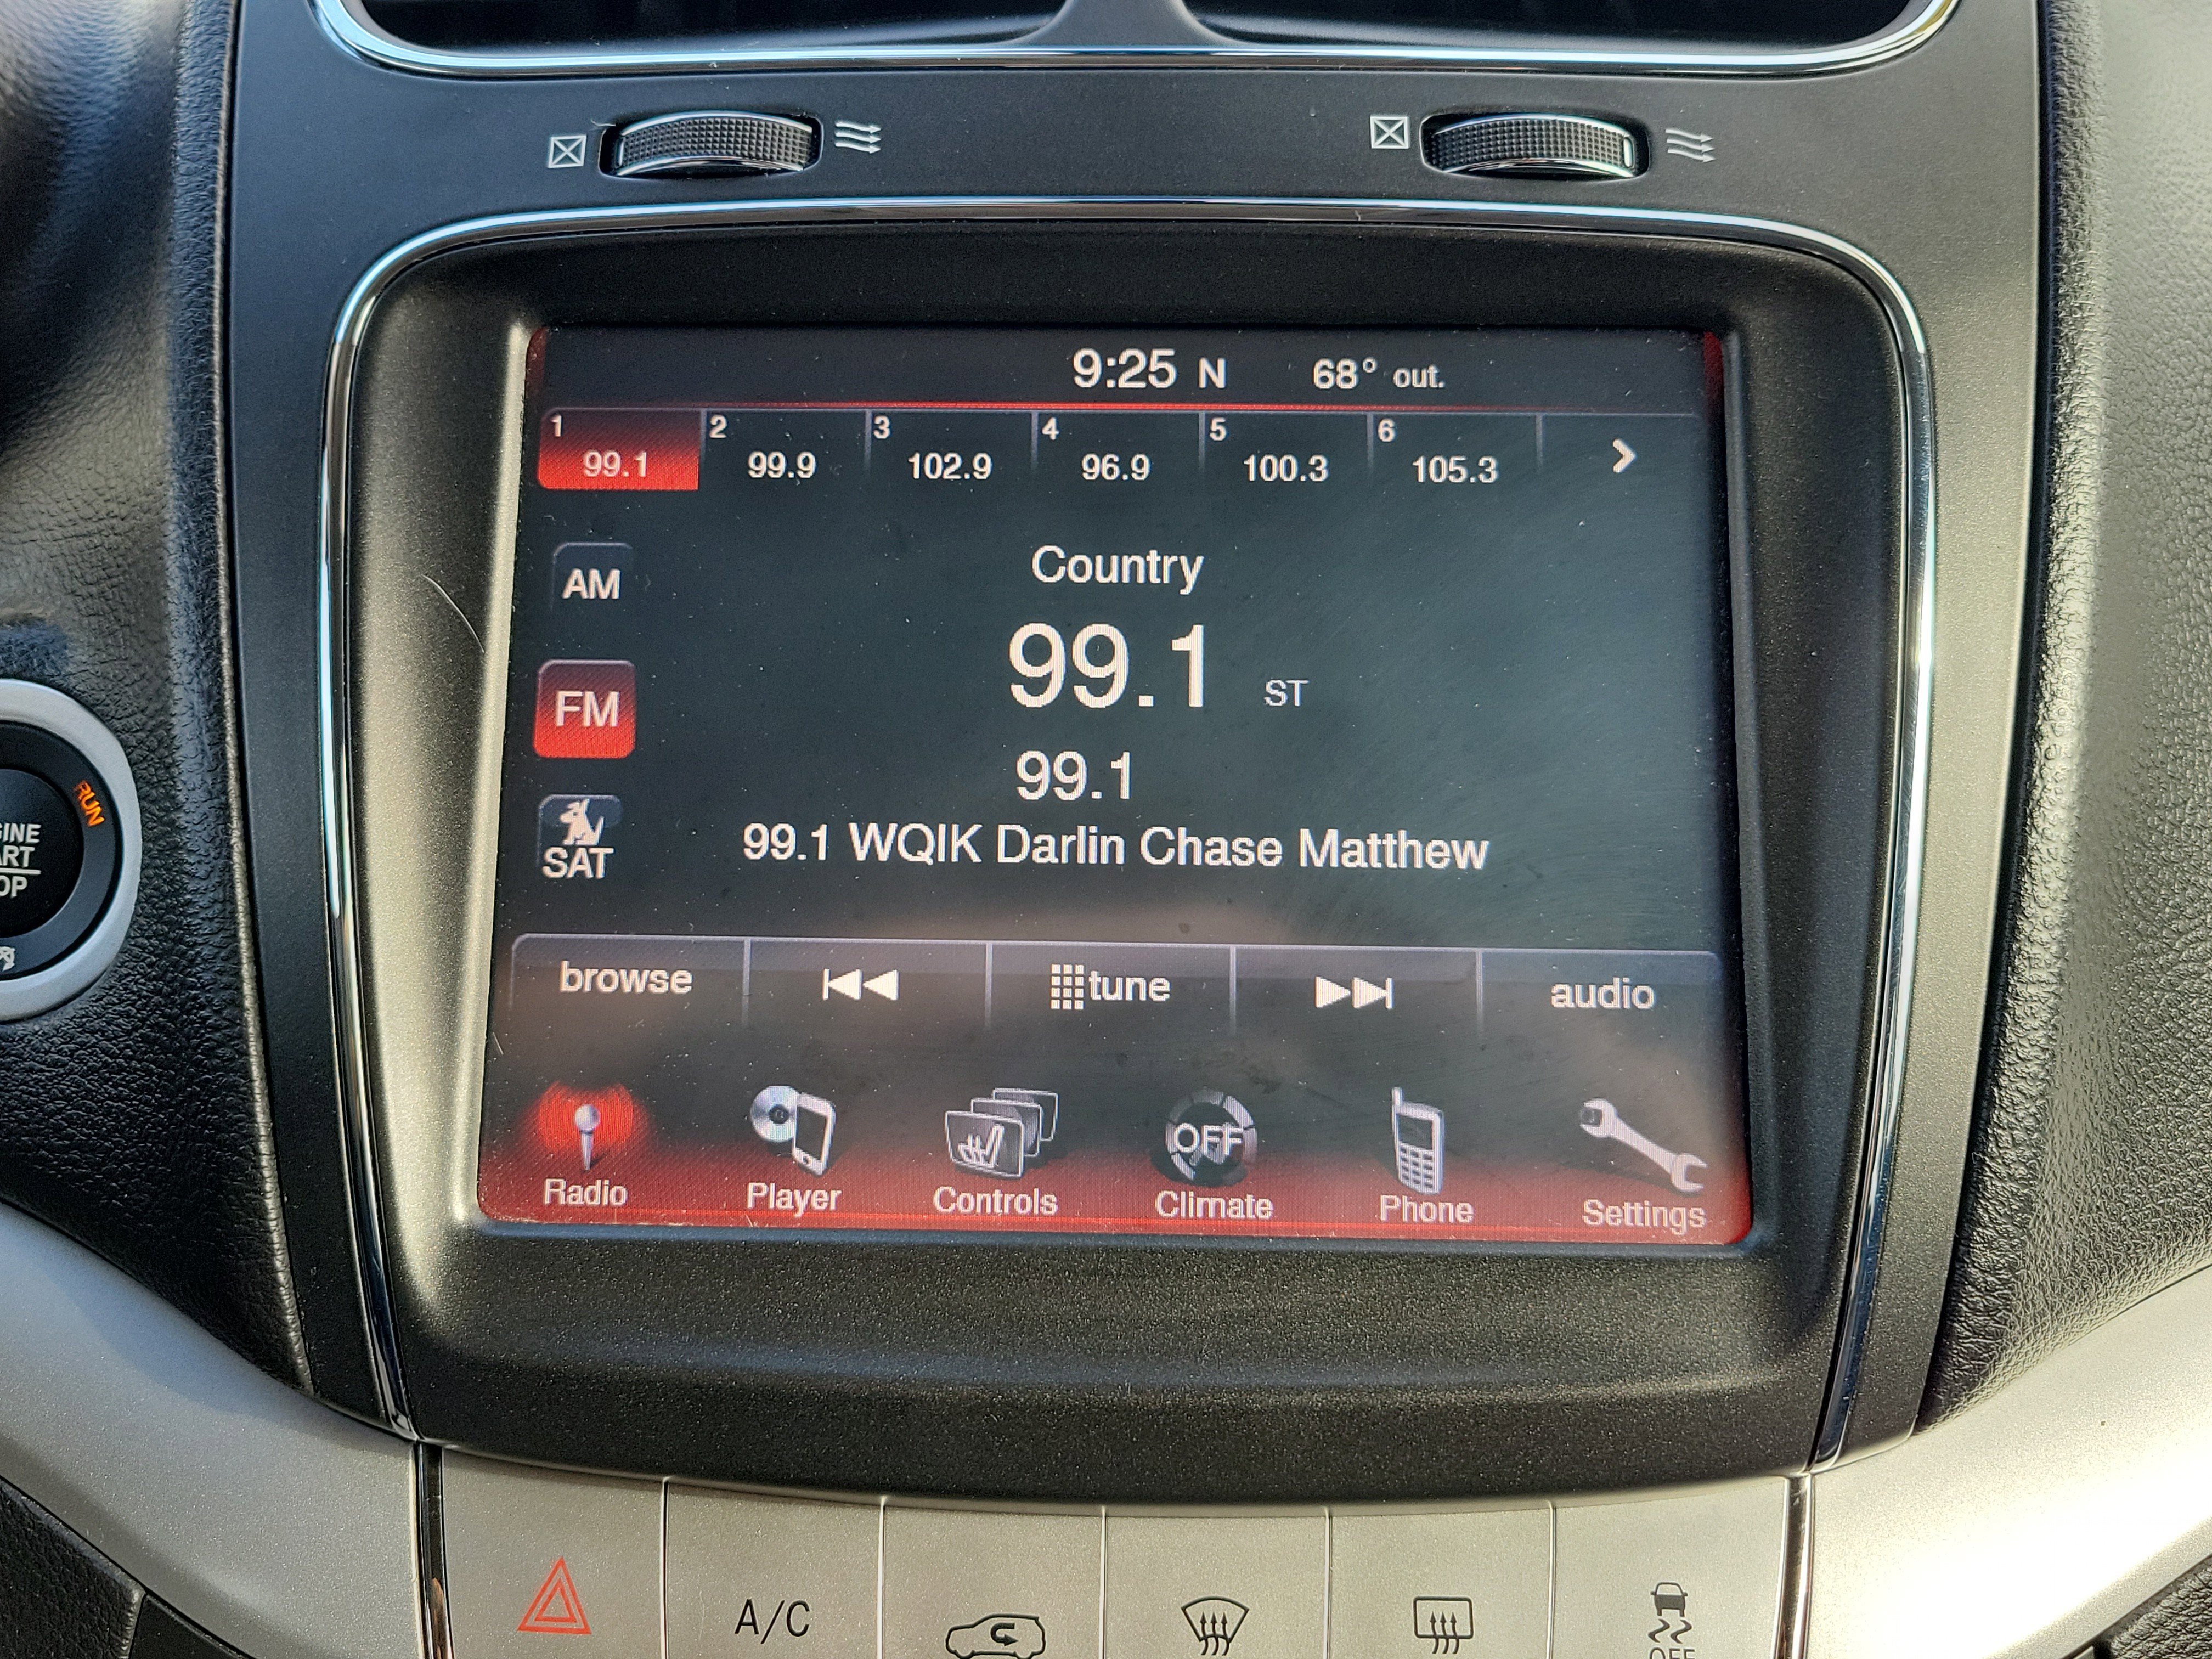 9:25 N 68° out.
1 2 3 4 5 6
99.1 99.9 102.9 96.9 100.3 105.3
Country
AM
99.1 ST
FM
99.1
RUN
99.1 WQIK Darlin Chase Matthew
SAT
browse tune audio
OFF
Radio Player Controls Climate Phone Settings
A/C
OFF